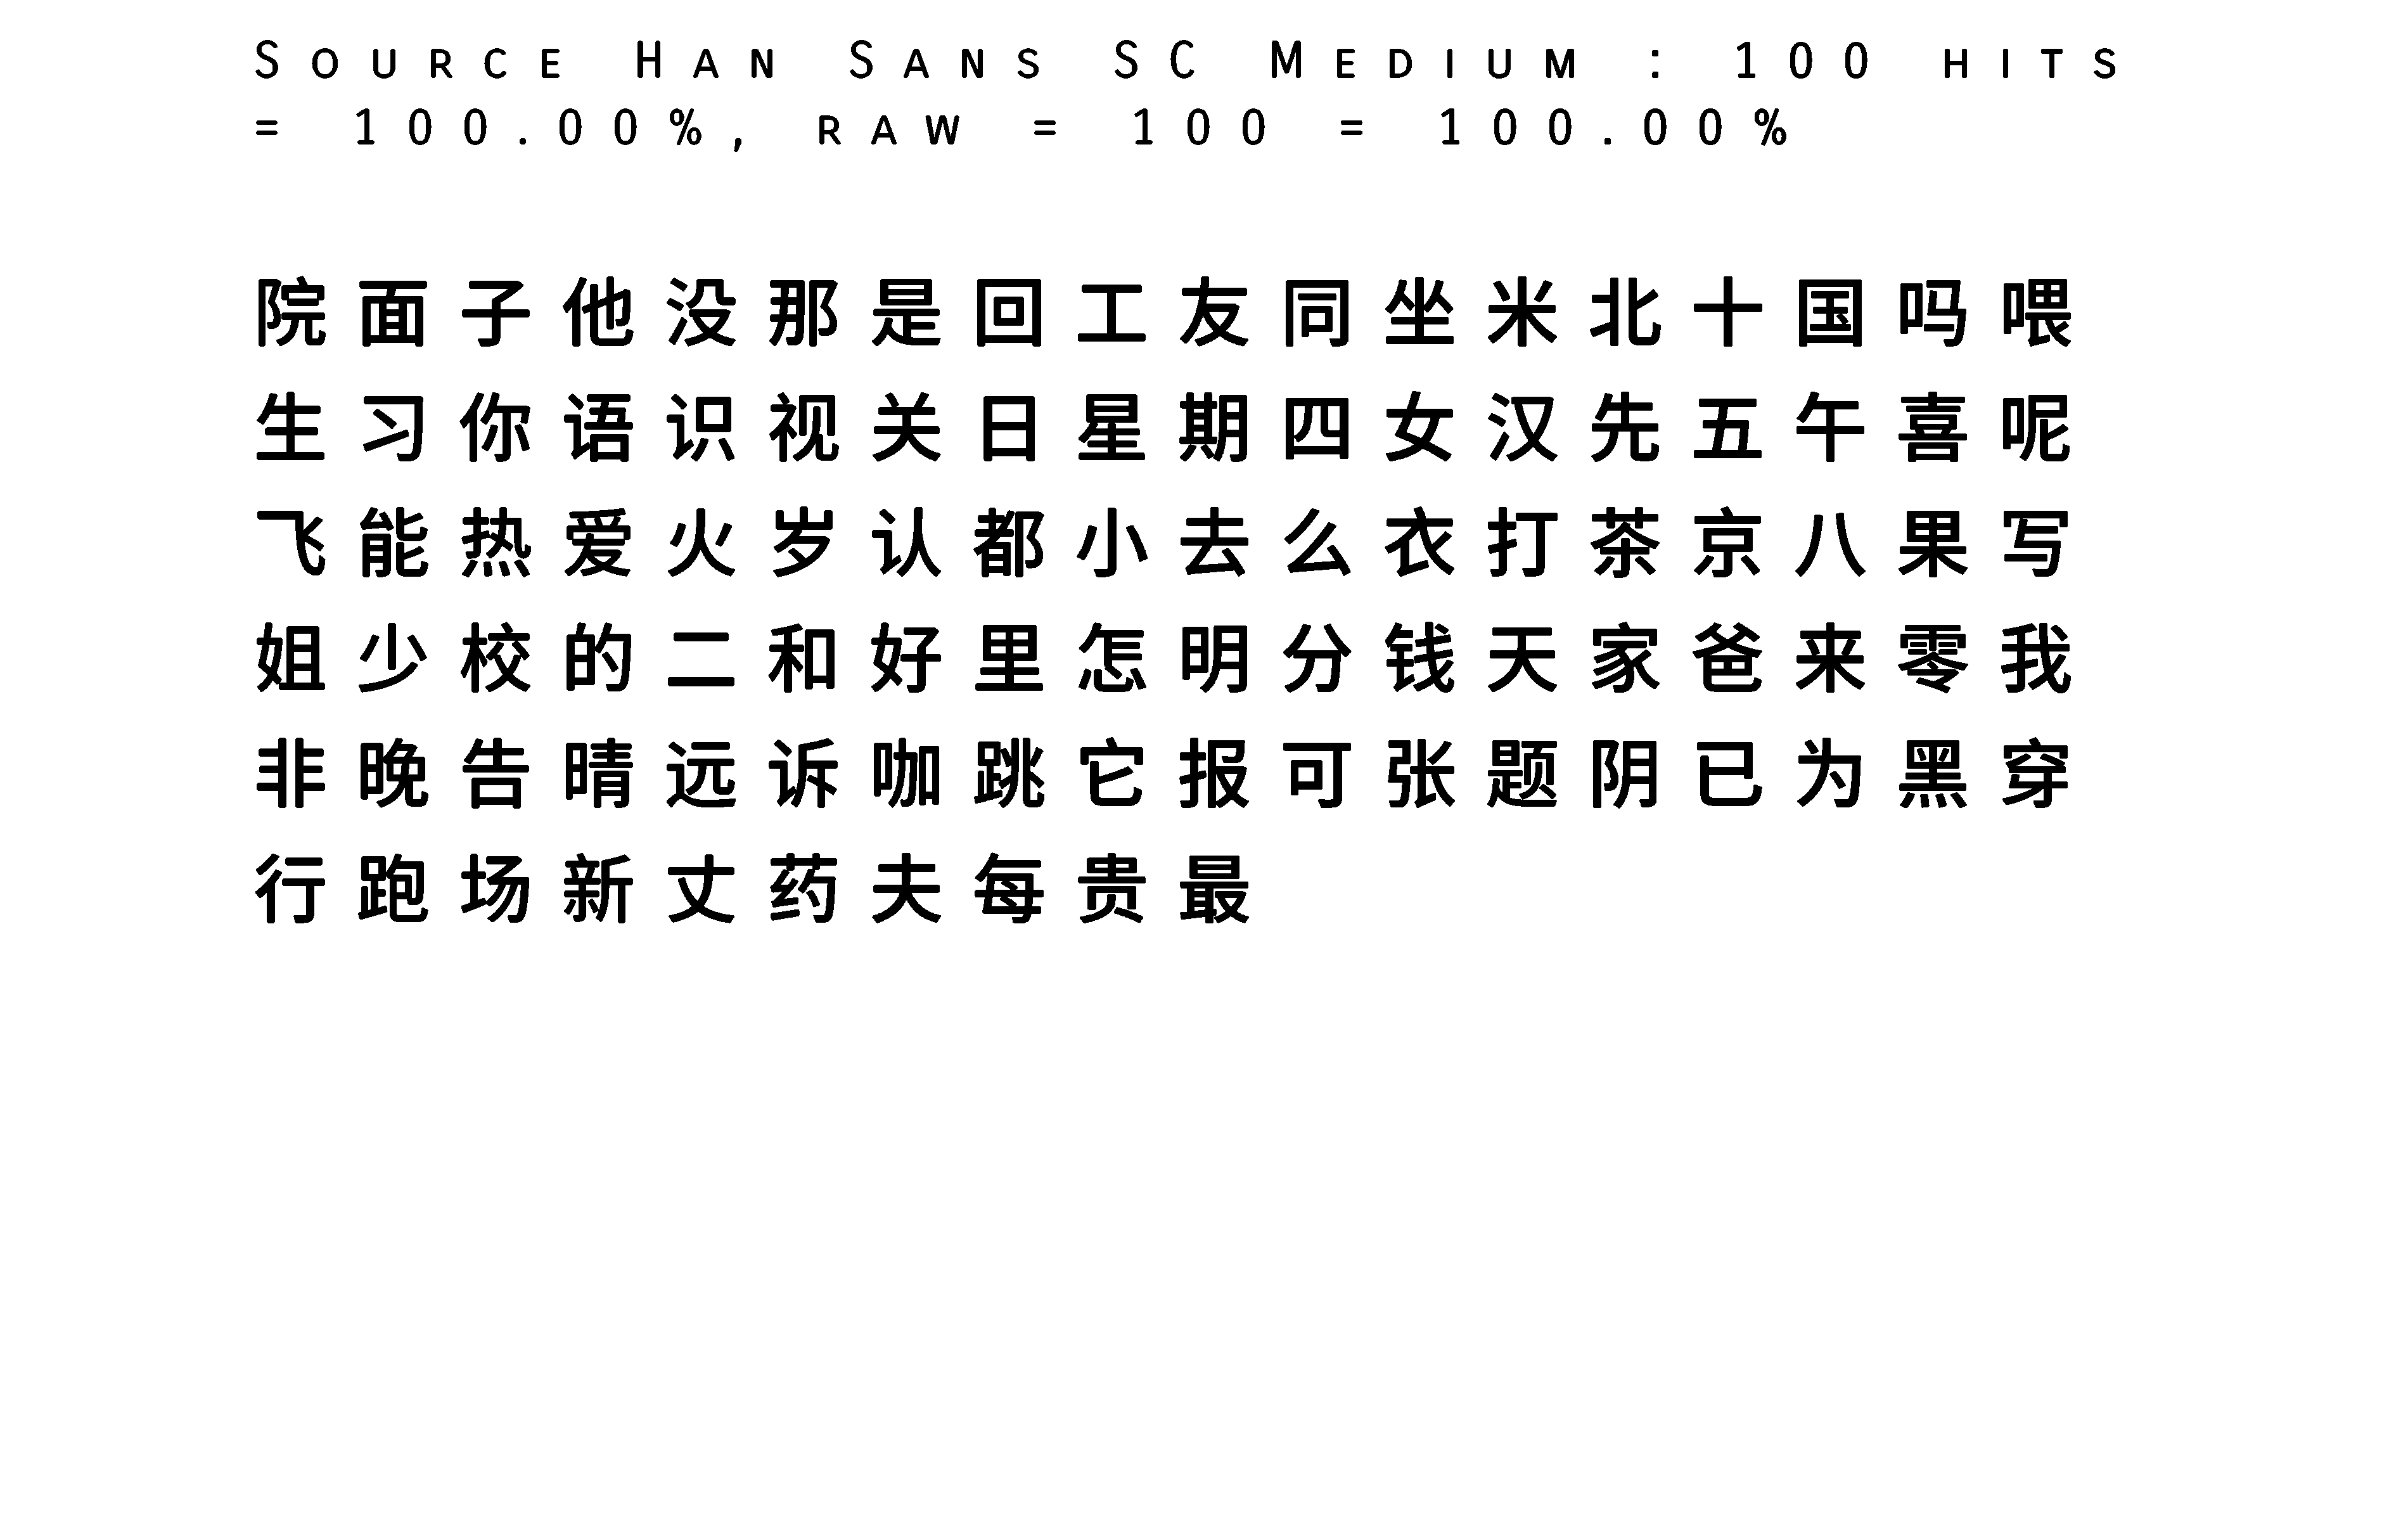 Source Han Sans SC Medium : 100 hits
= 100.00%, raw = 100 = 100.00%
院面子他没那是回工友同坐米北十国吗喂
生习你语识视关日星期四女汉先五午喜呢
飞能热爱火岁认都小去么衣打茶京八果写
姐少校的二和好里怎明分钱天家爸来零我
非晚告晴远诉咖跳它报可张题阴已为黑穿
行跑场新丈药夫每贵最